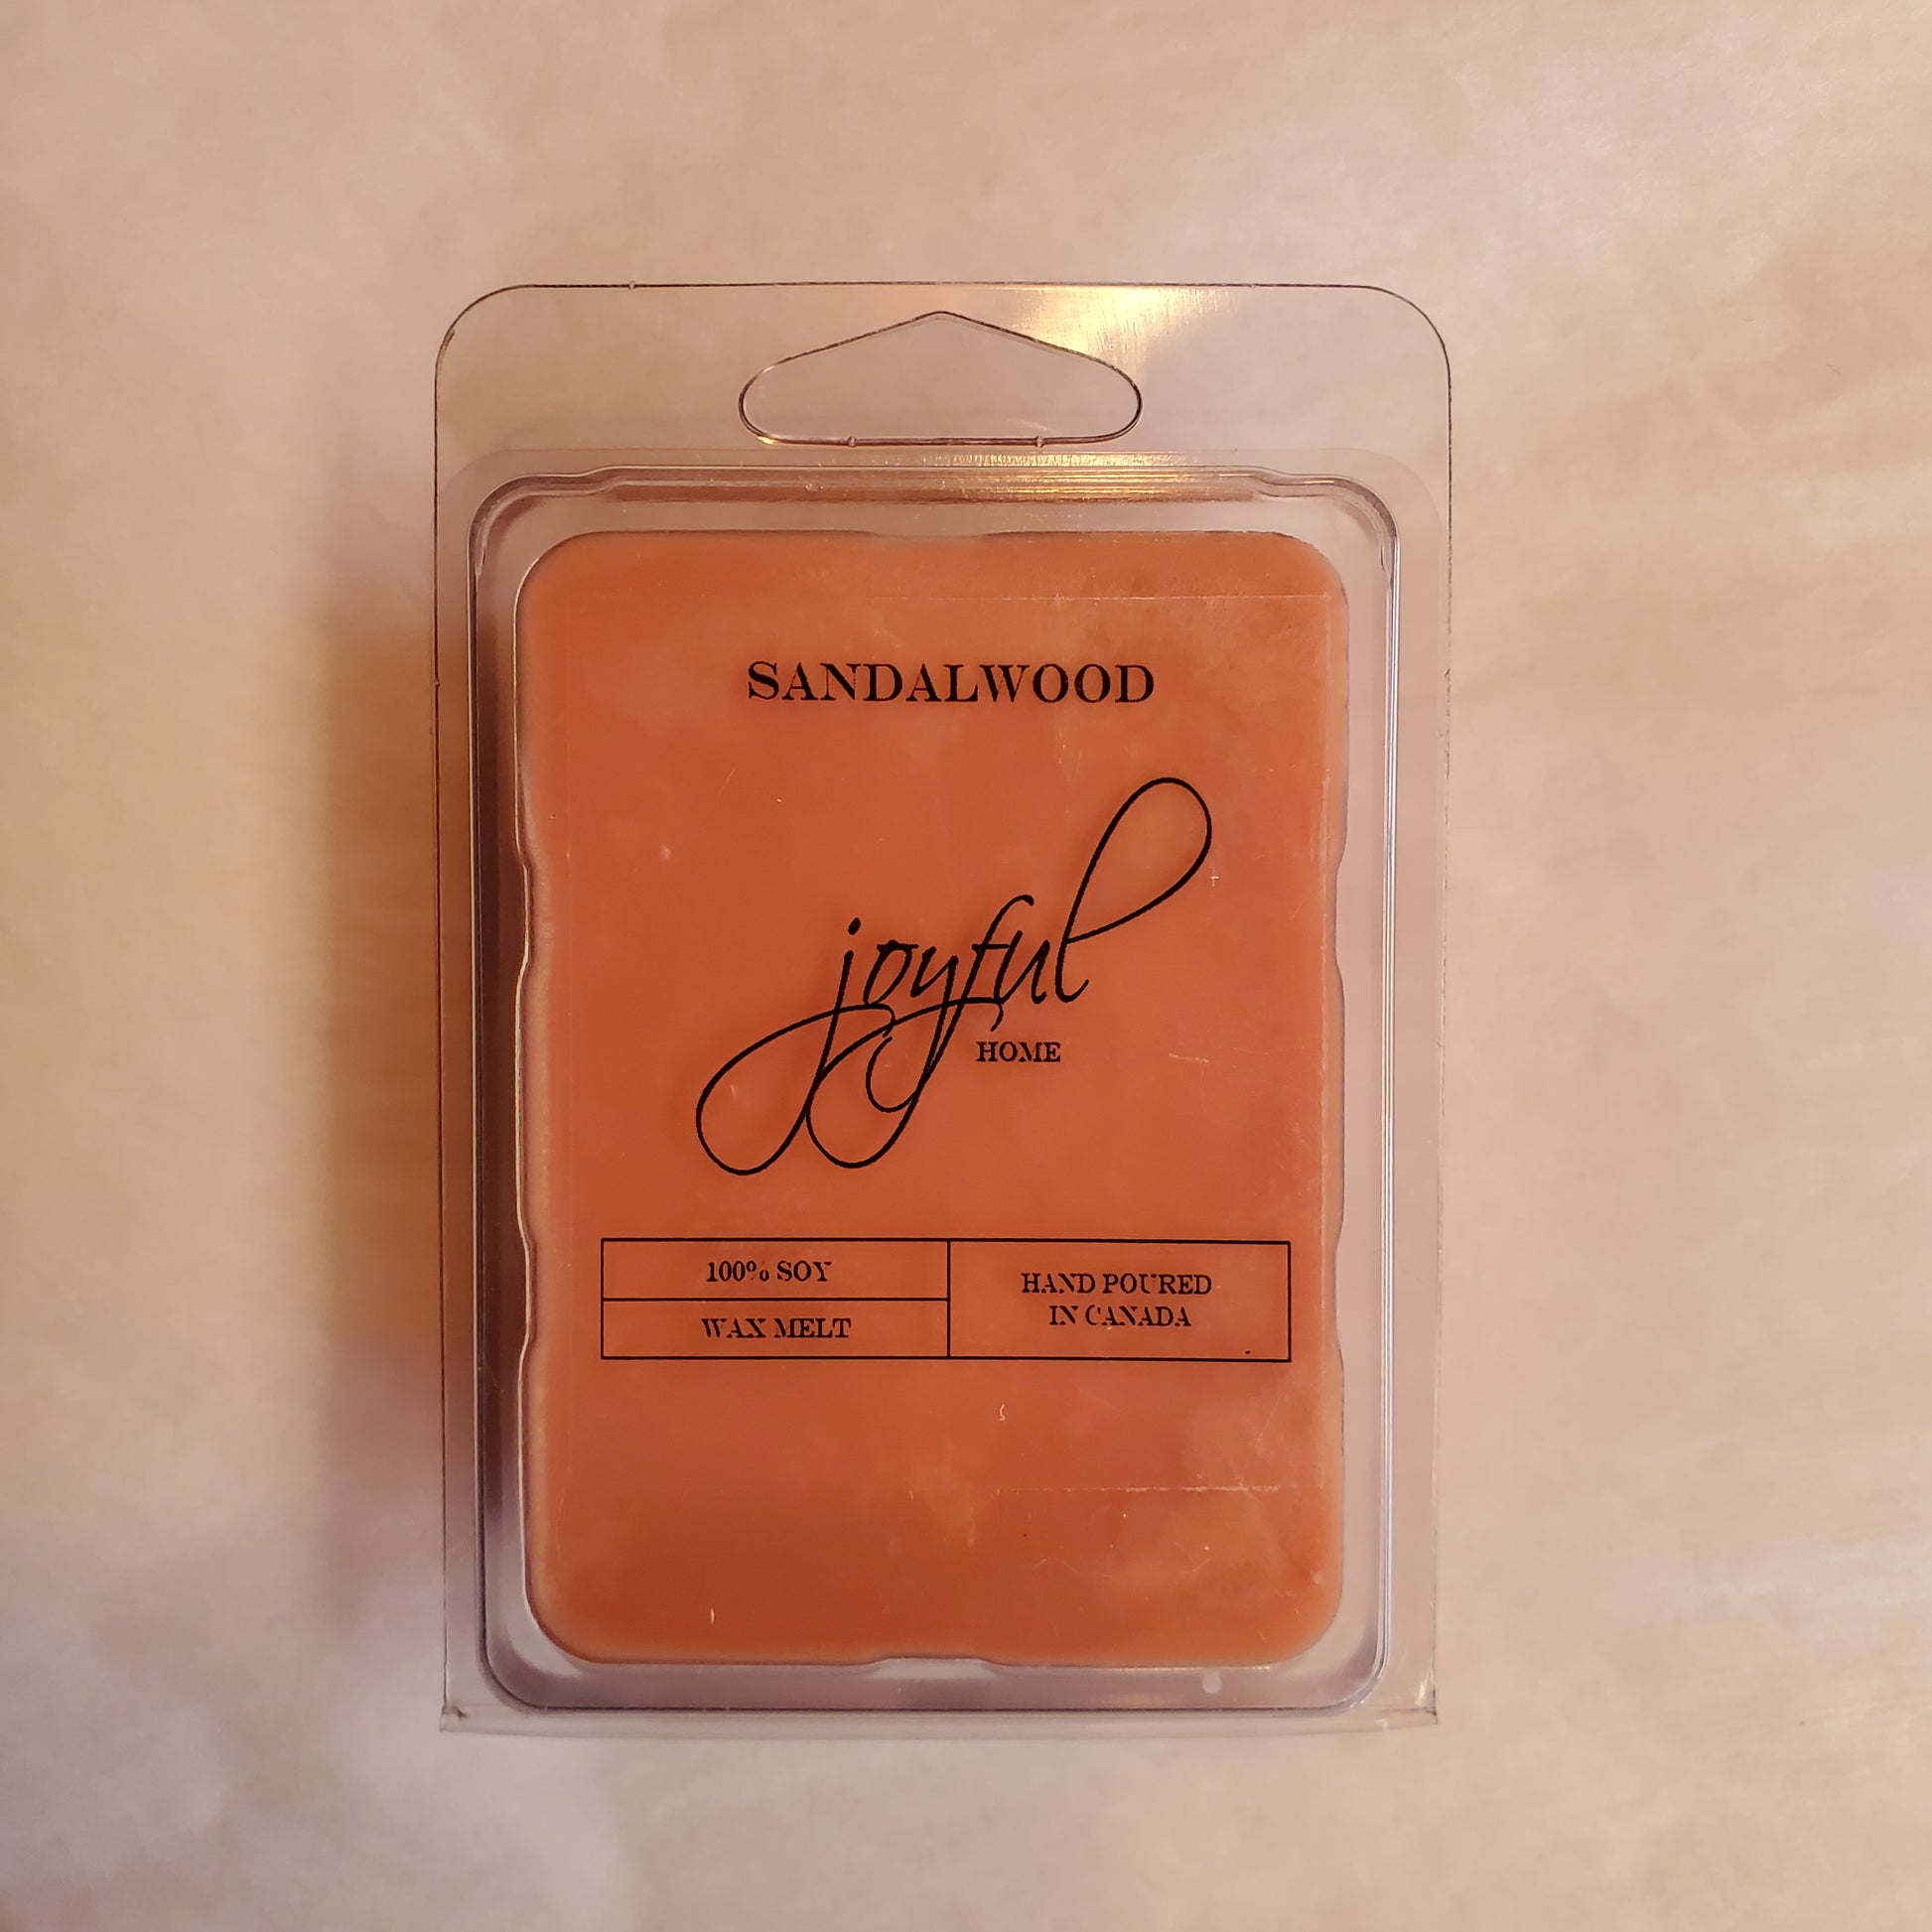 SANDALWOOD
joyful
HOME
100% SOY
WAX MELT
HAND POURED
IN CANADA